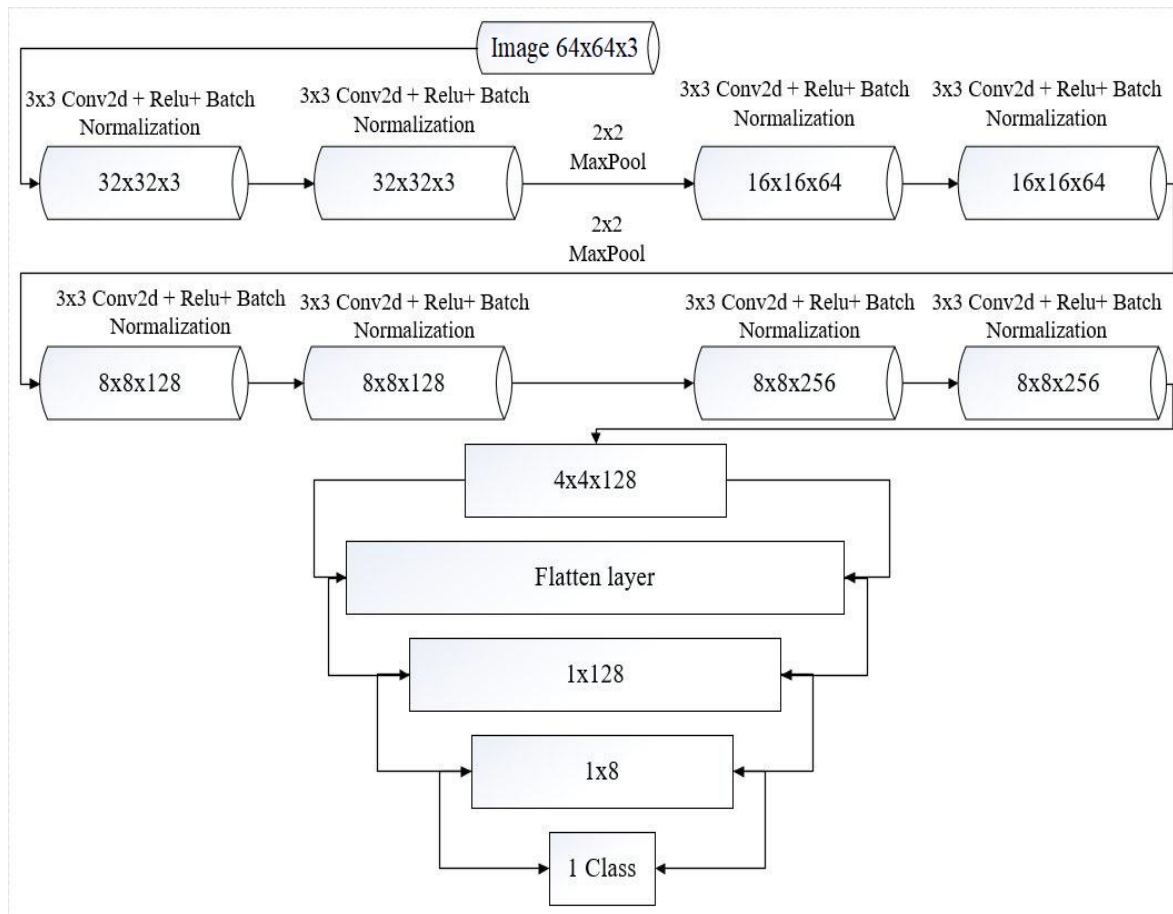 Image 64x64x3
3x3 Conv2d + Relu+ Batch
Normalization
3x3 Conv2d + Relu+ Batch
Normalization
2x2
MaxPool
3x3 Conv2d + Relu+ Batch
Normalization
3x3 Conv2d + Relu+ Batch
Normalization
32x32x3
32x32x3
16x16x64
16x16x64
2x2
MaxPool
3x3 Conv2d + Relu+ Batch
Normalization
3x3 Conv2d + Relu+ Batch
Normalization
3x3 Conv2d + Relu+ Batch
Normalization
3x3 Conv2d + Relu+ Batch
Normalization
8x8x128
8x8x128
8x8x256
8x8x256
4x4x128
Flatten layer
1x128
1x8
1 Class